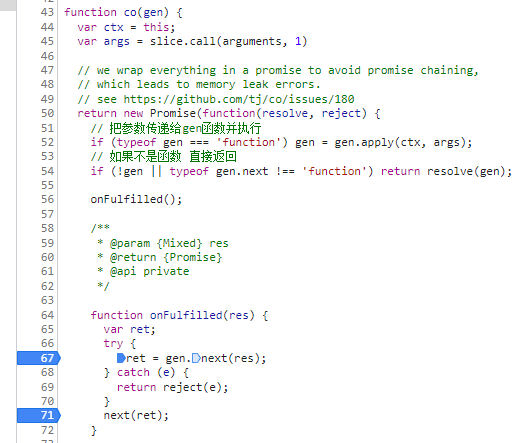 43 function co(gen) {
44 var ctx = this;
45 var args = slice.call(arguments, 1)
46
47 // we wrap everything in a promise to avoid promise chaining,
48 // which leads to memory leak errors.
49 // see https://github.com/tj/co/issues/180
50 return new Promise(function(resolve, reject) {
51 // 把参数传递给gen函数并执行
52 if (typeof gen === 'function') gen = gen.apply(ctx, args);
53 // 如果不是函数 直接返回
54 if (!gen || typeof gen.next !== 'function') return resolve(gen);
55
56 onFulfilled();
57
58 /**
59 * @param {Mixed} res
60 * @return {Promise}
61 * @api private
62 */
63
64 function onFulfilled(res) {
65 var ret;
66 try {
67 ret = gen.next(res);
68 } catch (e) {
69 return reject(e);
70 }
71 next(ret);
72 }